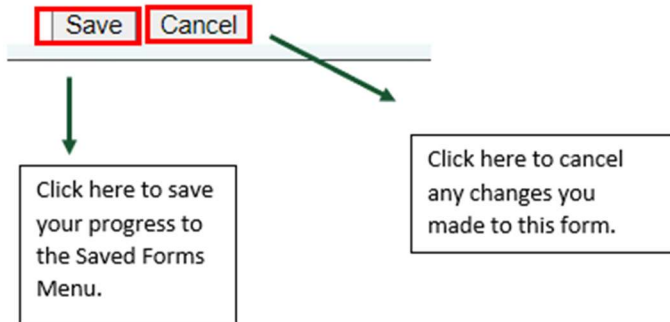 Save Cancel
Click here to save
your progress to
the Saved Forms
Menu.
Click here to cancel
any changes you
made to this form.